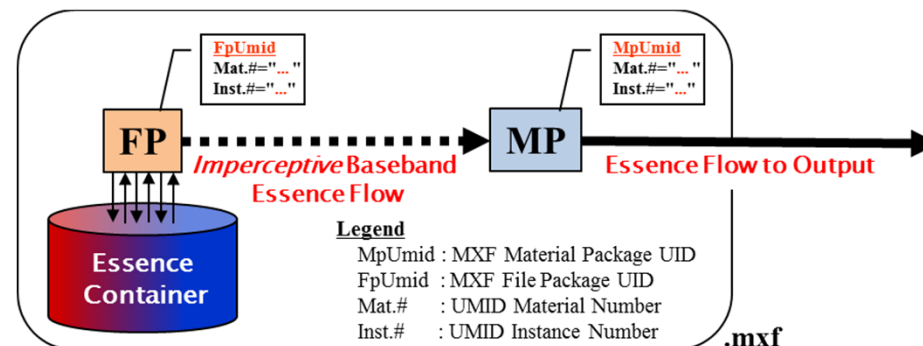 FpUmid
Mat.#="... "
Inst.#="..."
MpUmid
Mat.#="... "
Inst.#="..."
FP
MP
Imperceptive Baseband
Essence Flow
Essence Flow to Output
Essence
Container
Legend
MpUmid : MXF Material Package UID
FpUmid : MXF File Package UID
Mat.# : UMID Material Number
Inst.# : UMID Instance Number
.mxf